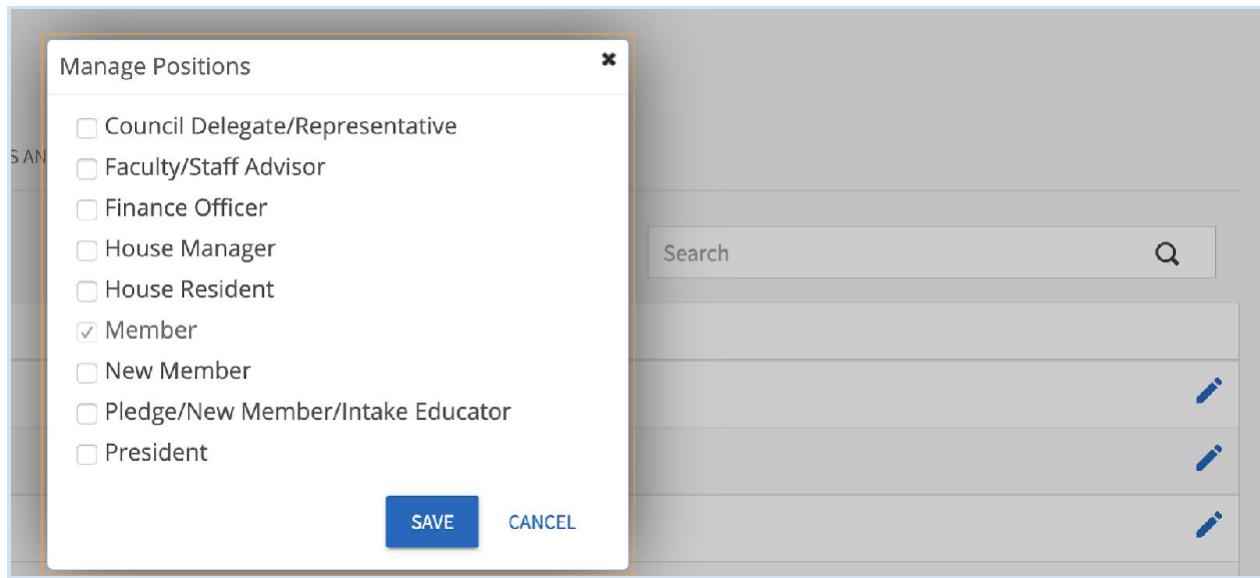 Manage Positions
Council Delegate/Representative
Faculty/Staff Advisor
S AN
Finance Officer
House Manager
Search
House Resident
Member
New Member
Pledge/New Member/Intake Educator
President
SAVE CANCEL